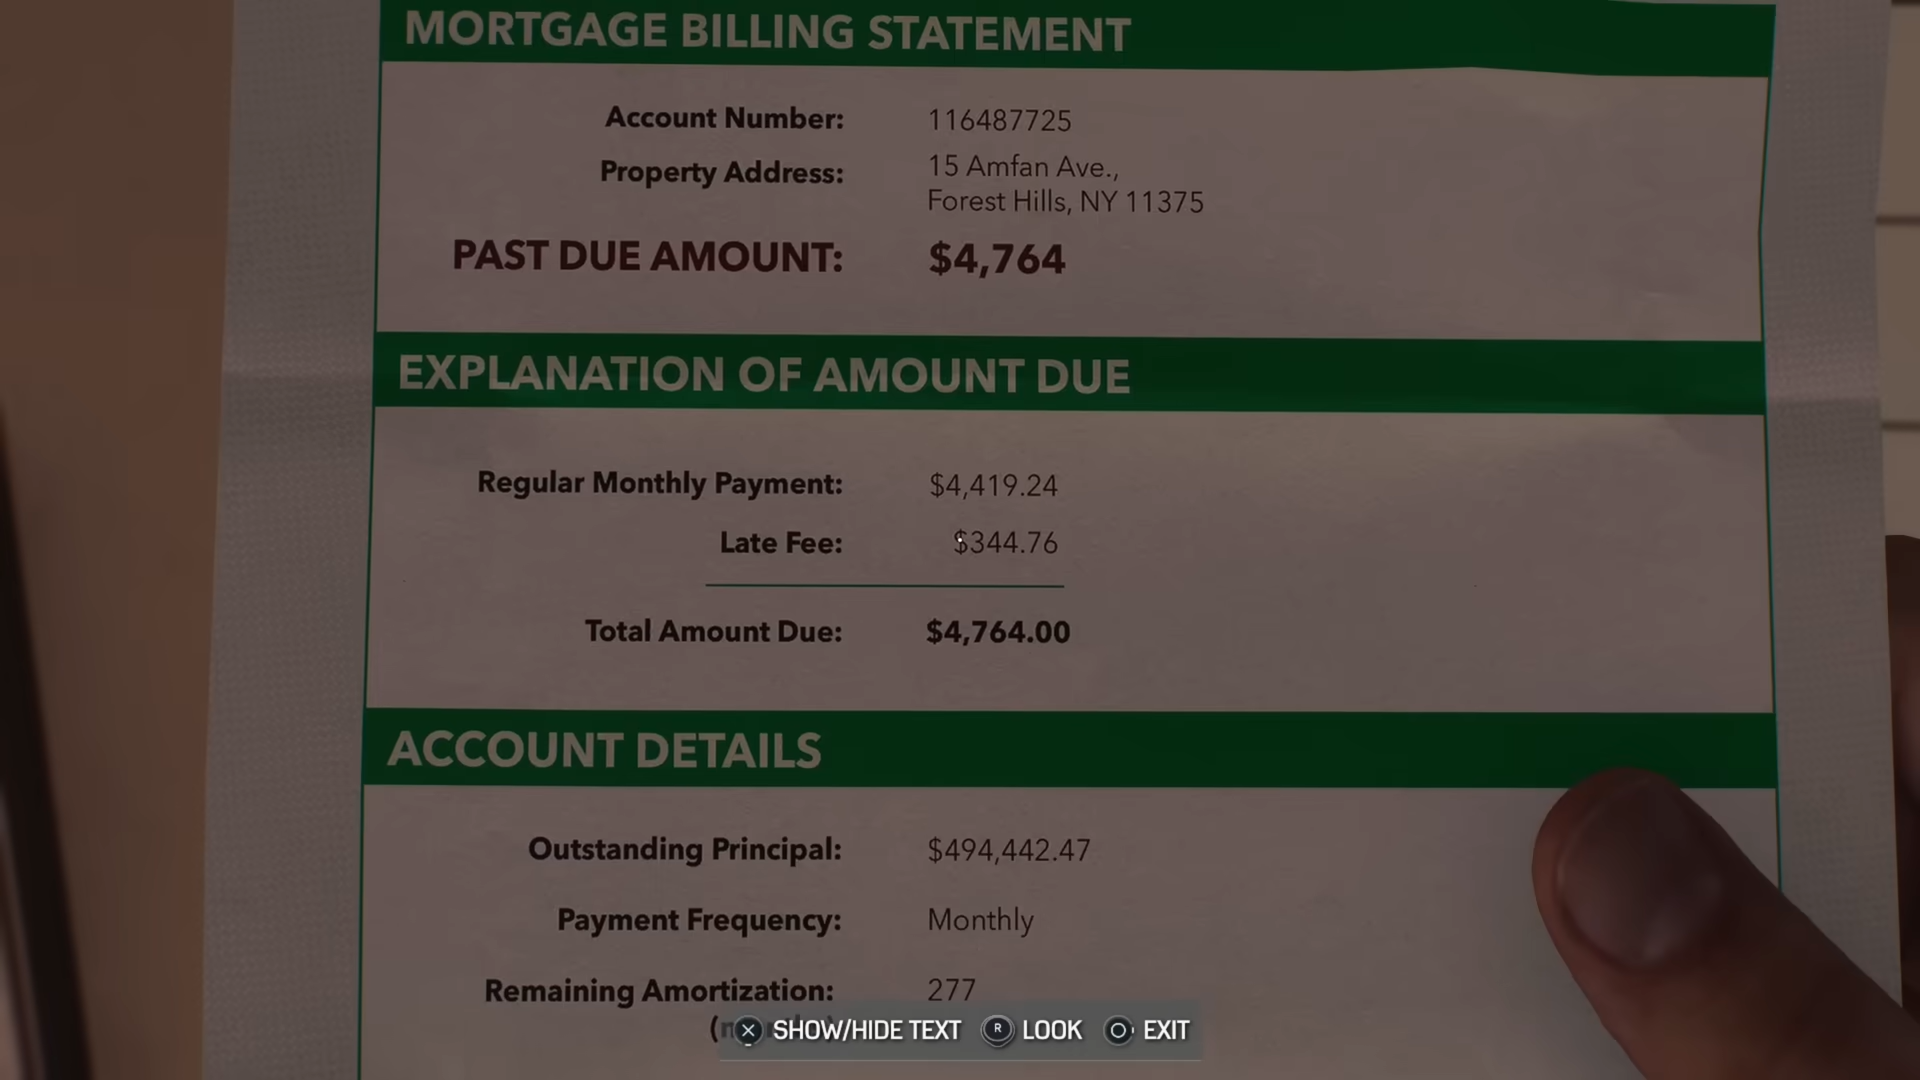 MORTGAGE BILLING STATEMENT
Account Number: 116487725
Property Address: 15 Amfan Ave.,
Forest Hills, NY 11375
PAST DUE AMOUNT: $4,764
EXPLANATION OF AMOUNT DUE
Regular Monthly Payment: $4,419.24
Late Fee: $344.76
Total Amount Due: $4,764.00
ACCOUNT DETAILS
Outstanding Principal: $494,442.47
Payment Frequency: Monthly
Remaining Amortization: 277
SHOW/HIDE TEXT R LOOK EXIT